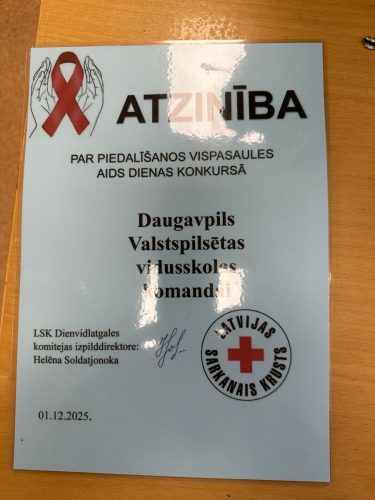 ATZINĪBA
PAR PIEDALĪŠANOS VISPASAULES
AIDS DIENAS KONKURSĀ
Daugavpils
Valstspilsētas
vidusskolas
komandai
LSK Dienvidlatgales
komitejas izpilddirektore:
Helēna Soldatjonoka
LATVIJAS
SARKANAIS KRUSTS
01.12.2025.